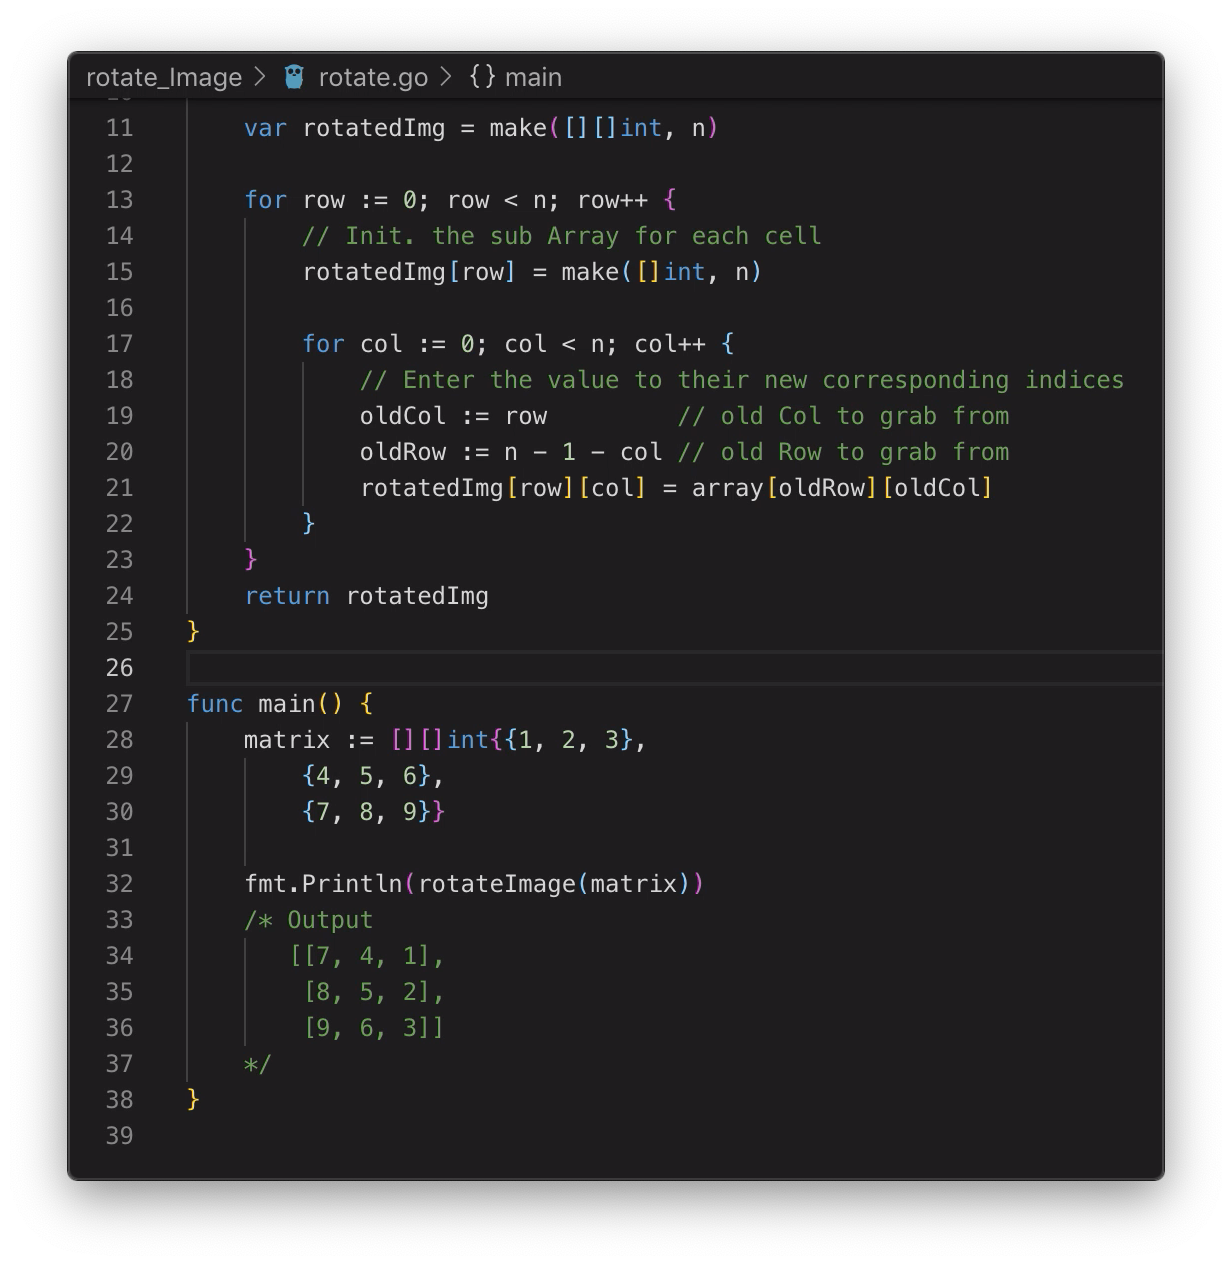 rotate_Image > rotate.go > {} main
11    var rotatedImg = make([][]int, n)
12
13    for row := 0; row < n; row++ {
14        // Init. the sub Array for each cell
15        rotatedImg[row] = make([]int, n)
16
17        for col := 0; col < n; col++ {
18            // Enter the value to their new corresponding indices
19            oldCol := row         // old Col to grab from
20            oldRow := n - 1 - col // old Row to grab from
21            rotatedImg[row][col] = array[oldRow][oldCol]
22        }
23    }
24    return rotatedImg
25 }
26
27 func main() {
28    matrix := [][]int{{1, 2, 3},
29        {4, 5, 6},
30        {7, 8, 9}}
31
32    fmt.Println(rotateImage(matrix))
33    /* Output
34       [[7, 4, 1],
35        [8, 5, 2],
36        [9, 6, 3]]
37    */
38 }
39